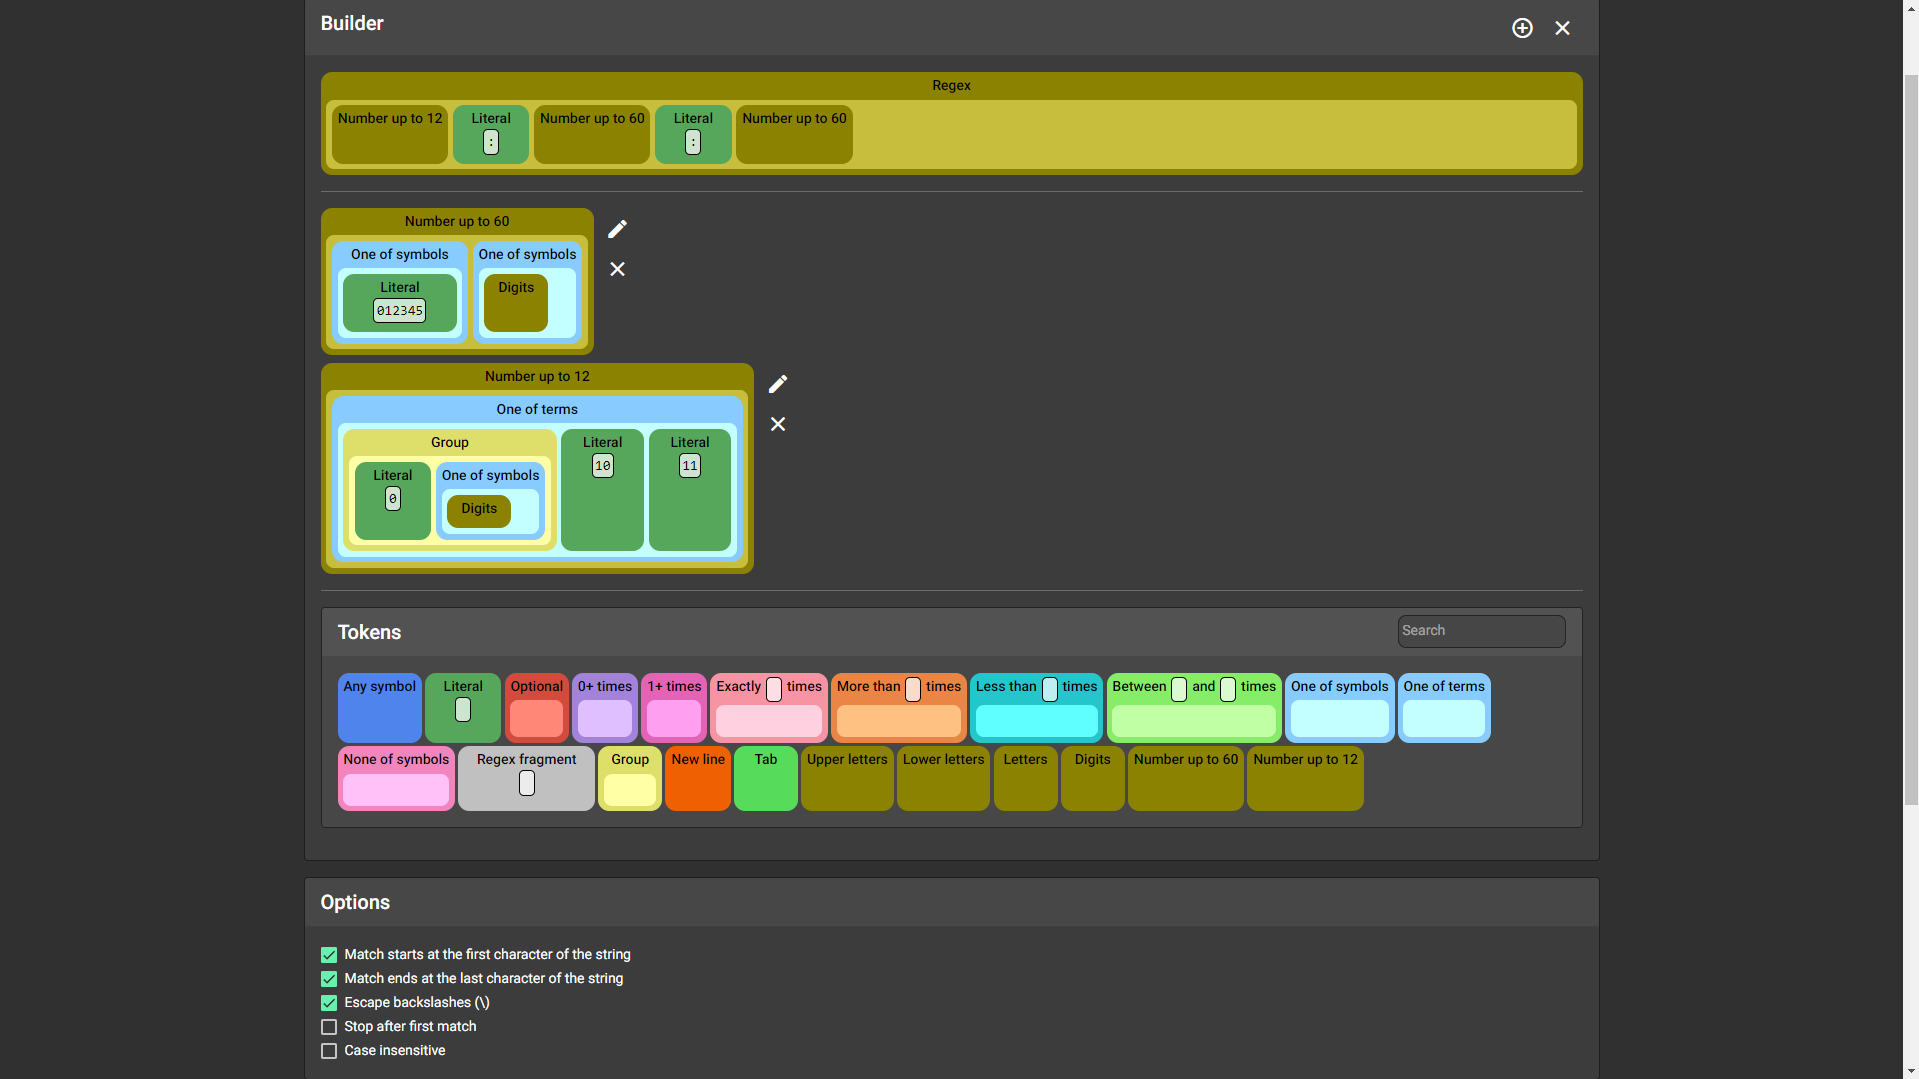 Builder
Regex
Number up to 12 Literal Number up to 60 Literal Number up to 60
: :
Number up to 60
One of symbols One of symbols
Literal Digits
012345
Number up to 12
One of terms
Group Literal Literal
10 11
Literal One of symbols
0 Digits
Tokens Search
Any symbol Literal Optional 0+ times 1+ times Exactly times More than times Less than times Between and times One of symbols One of terms
None of symbols Regex fragment Group New line Tab Upper letters Lower letters Letters Digits Number up to 60 Number up to 12
Options
Match starts at the first character of the string
Match ends at the last character of the string
Escape backslashes (\)
Stop after first match
Case insensitive